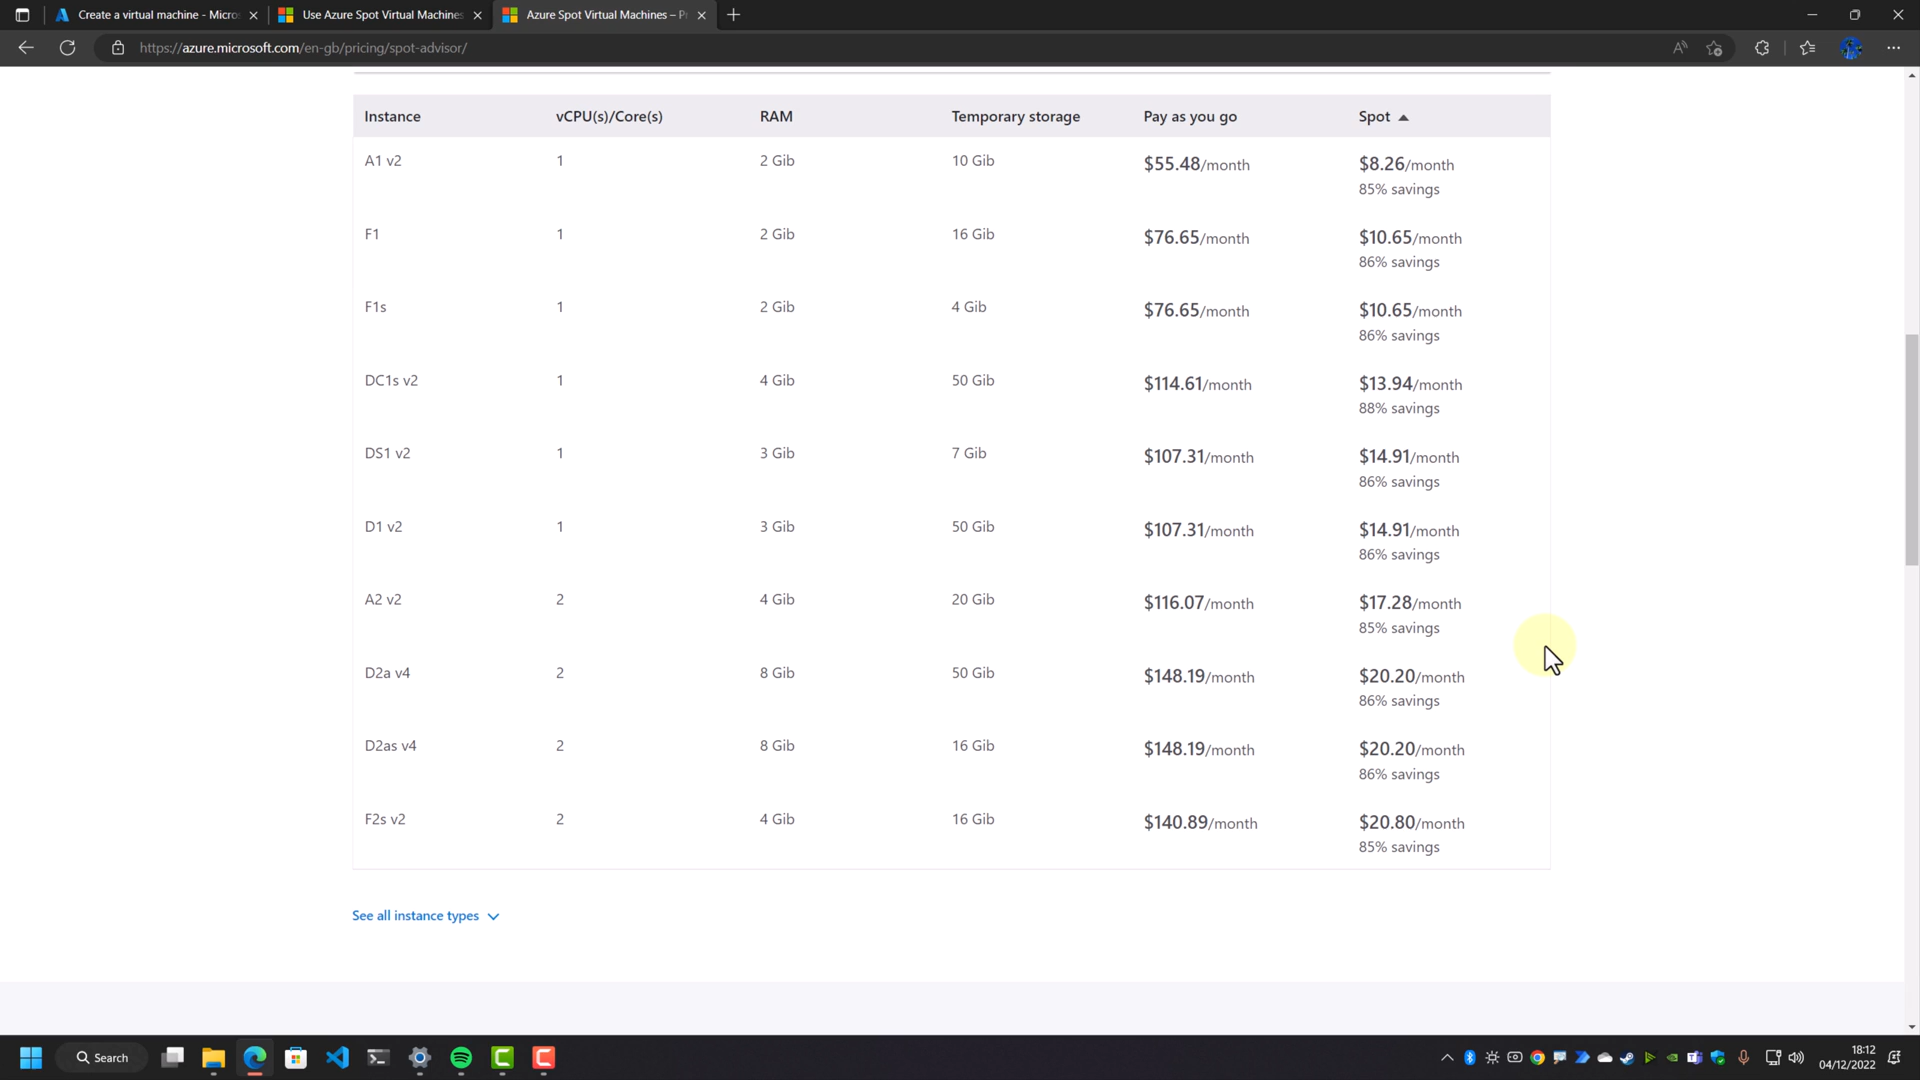 Create a virtual machine - Micros
Use Azure Spot Virtual Machines
Azure Spot Virtual Machines – P
https://azure.microsoft.com/en-gb/pricing/spot-advisor/
Instance vCPU(s)/Core(s) RAM Temporary storage Pay as you go Spot
A1 v2 1 2 Gib 10 Gib $55.48/month $8.26/month
85% savings
F1 1 2 Gib 16 Gib $76.65/month $10.65/month
86% savings
F1s 1 2 Gib 4 Gib $76.65/month $10.65/month
86% savings
DC1s v2 1 4 Gib 50 Gib $114.61/month $13.94/month
88% savings
DS1 v2 1 3 Gib 7 Gib $107.31/month $14.91/month
86% savings
D1 v2 1 3 Gib 50 Gib $107.31/month $14.91/month
86% savings
A2 v2 2 4 Gib 20 Gib $116.07/month $17.28/month
85% savings
D2a v4 2 8 Gib 50 Gib $148.19/month $20.20/month
86% savings
D2as v4 2 8 Gib 16 Gib $148.19/month $20.20/month
86% savings
F2s v2 2 4 Gib 16 Gib $140.89/month $20.80/month
85% savings
See all instance types
Search
18:12
04/12/2022